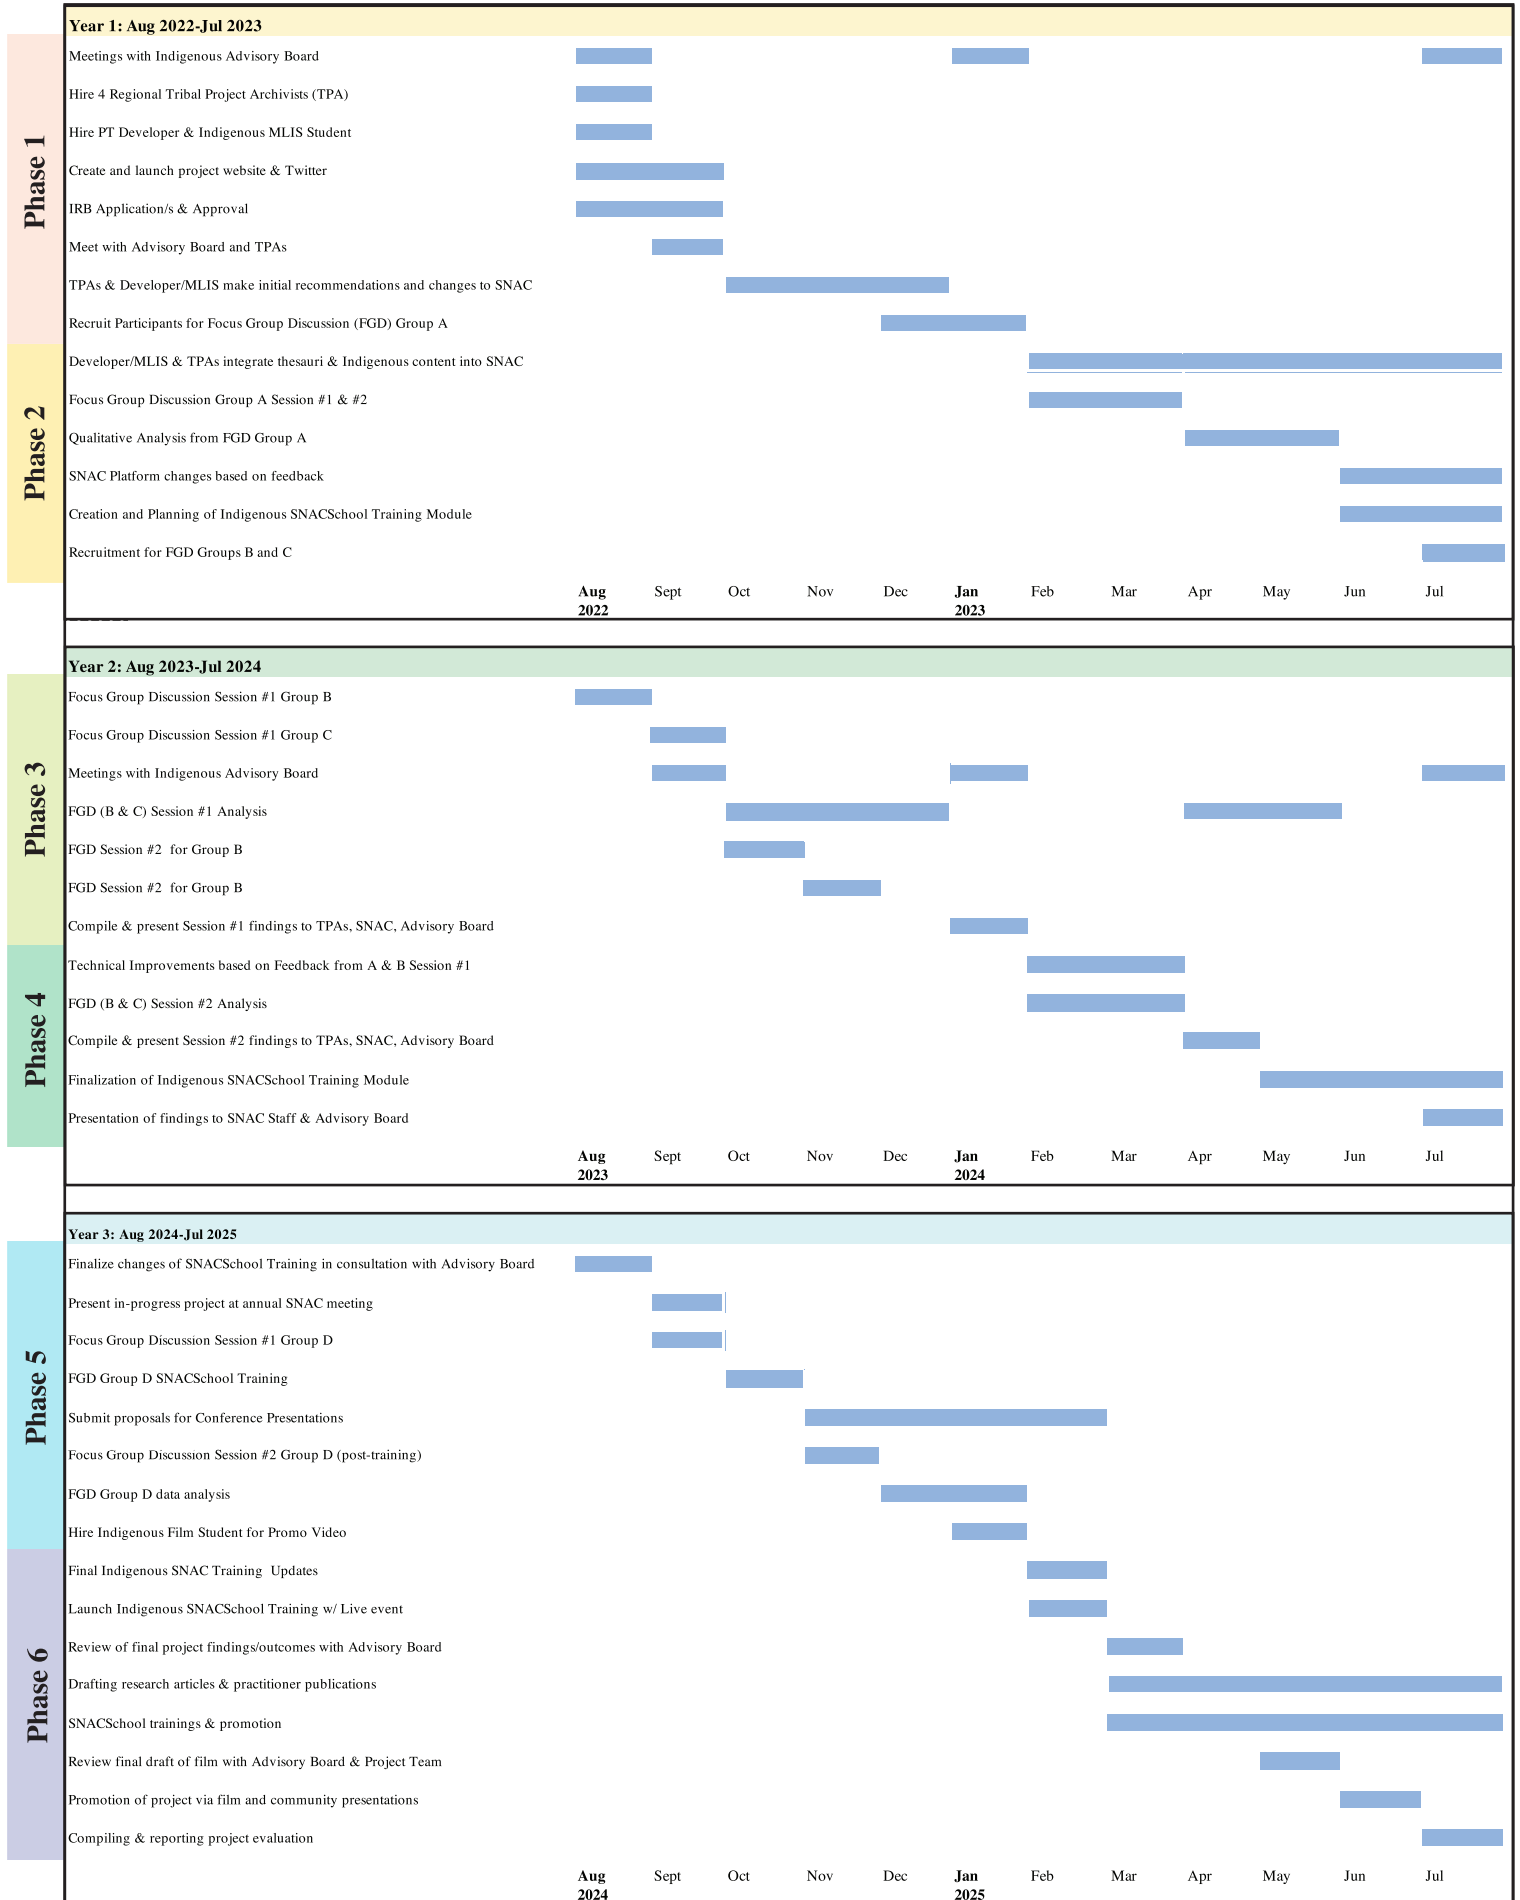 Year 1: Aug 2022-Jul 2023
Phase 1
Meetings with Indigenous Advisory Board
Hire 4 Regional Tribal Project Archivists (TPA)
Hire PT Developer & Indigenous MLIS Student
Create and launch project website & Twitter
IRB Application/s & Approval
Meet with Advisory Board and TPAs
TPAs & Developer/MLIS make initial recommendations and changes to SNAC
Recruit Participants for Focus Group Discussion (FGD) Group A
Phase 2
Developer/MLIS & TPAs integrate thesauri & Indigenous content into SNAC
Focus Group Discussion Group A Session #1 & #2
Qualitative Analysis from FGD Group A
SNAC Platform changes based on feedback
Creation and Planning of Indigenous SNACSchool Training Module
Recruitment for FGD Groups B and C
Aug Sept Oct Nov Dec Jan Feb Mar Apr May Jun Jul
2022 2023
Year 2: Aug 2023-Jul 2024
Phase 3
Focus Group Discussion Session #1 Group B
Focus Group Discussion Session #1 Group C
Meetings with Indigenous Advisory Board
FGD (B & C) Session #1 Analysis
FGD Session #2 for Group B
FGD Session #2 for Group B
Compile & present Session #1 findings to TPAs, SNAC, Advisory Board
Phase 4
Technical Improvements based on Feedback from A & B Session #1
FGD (B & C) Session #2 Analysis
Compile & present Session #2 findings to TPAs, SNAC, Advisory Board
Finalization of Indigenous SNACSchool Training Module
Presentation of findings to SNAC Staff & Advisory Board
Aug Sept Oct Nov Dec Jan Feb Mar Apr May Jun Jul
2023 2024
Year 3: Aug 2024-Jul 2025
Phase 5
Finalize changes of SNACSchool Training in consultation with Advisory Board
Present in-progress project at annual SNAC meeting
Focus Group Discussion Session #1 Group D
FGD Group D SNACSchool Training
Submit proposals for Conference Presentations
Focus Group Discussion Session #2 Group D (post-training)
FGD Group D data analysis
Hire Indigenous Film Student for Promo Video
Phase 6
Final Indigenous SNAC Training Updates
Launch Indigenous SNACSchool Training w/ Live event
Review of final project findings/outcomes with Advisory Board
Drafting research articles & practitioner publications
SNACSchool trainings & promotion
Review final draft of film with Advisory Board & Project Team
Promotion of project via film and community presentations
Compiling & reporting project evaluation
Aug Sept Oct Nov Dec Jan Feb Mar Apr May Jun Jul
2024 2025